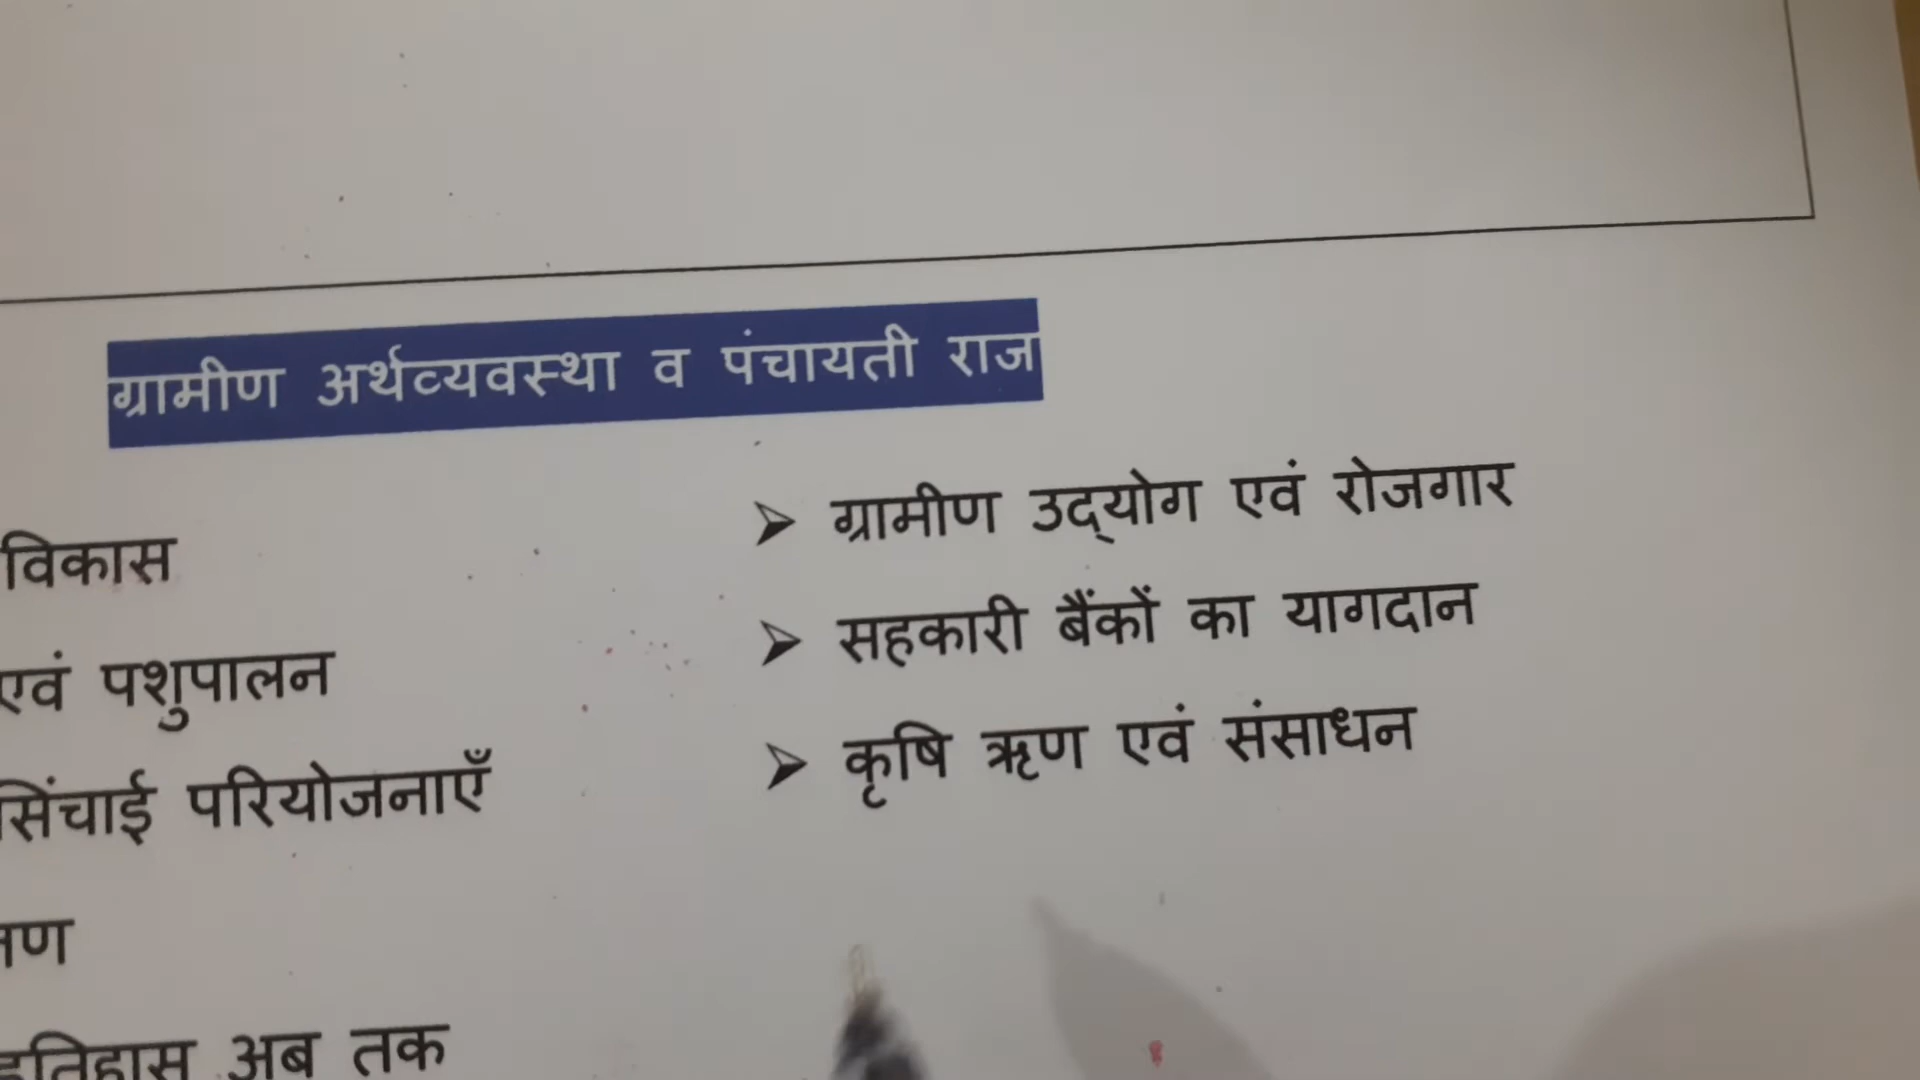 ग्रामीण अर्थव्यवस्था व पंचायती राज
विकास
एवं पशुपालन
सिंचाई परियोजनाएँ
इतिहास अब तक
ग्रामीण उद्‌योग एवं रोजगार
सहकारी बैंकों का यागदान
कृषि ऋण एवं संसाधन